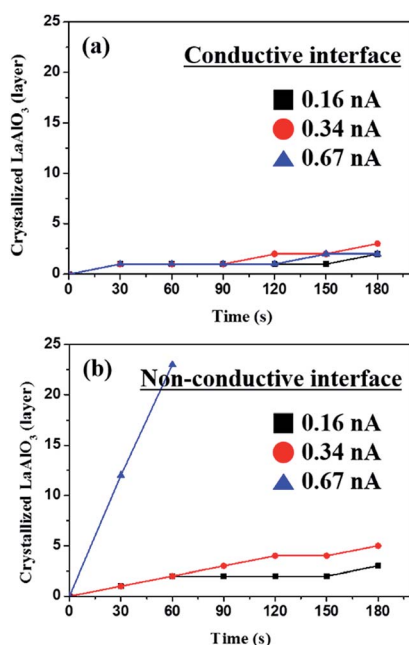 (a)
Conductive interface
0.16 nA
0.34 nA
0.67 nA
Crystallized LaAlO₃ (layer)
25
20
15
10
5
0
0 30 60 90 120 150 180
Time (s)
(b)
Non-conductive interface
0.16 nA
0.34 nA
0.67 nA
Crystallized LaAlO₃ (layer)
25
20
15
10
5
0
0 30 60 90 120 150 180
Time (s)